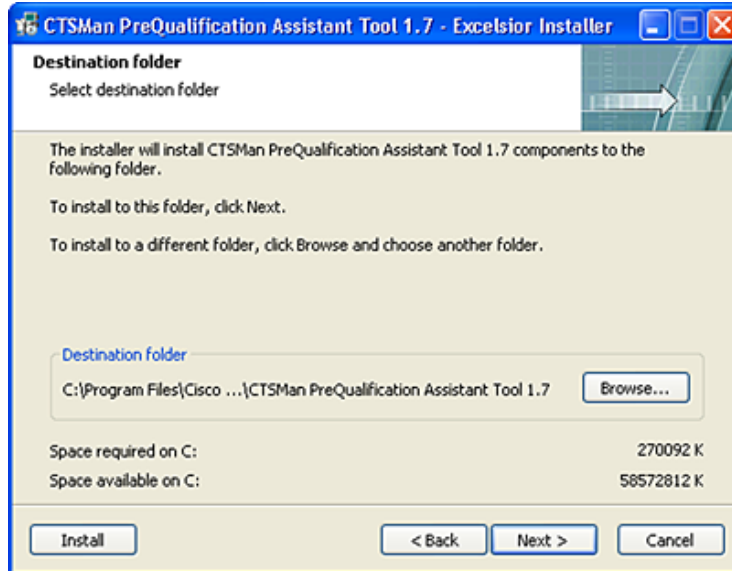 CTSMan PreQualification Assistant Tool 1.7 - Excelsior Installer
Destination folder
Select destination folder
The installer will install CTSMan PreQualification Assistant Tool 1.7 components to the
following folder.
To install to this folder, click Next.
To install to a different folder, click Browse and choose another folder.
Destination folder
C:\Program Files\Cisco ...\CTSMan PreQualification Assistant Tool 1.7 Browse...
Space required on C: 270092 K
Space available on C: 58572812 K
Install < Back Next > Cancel